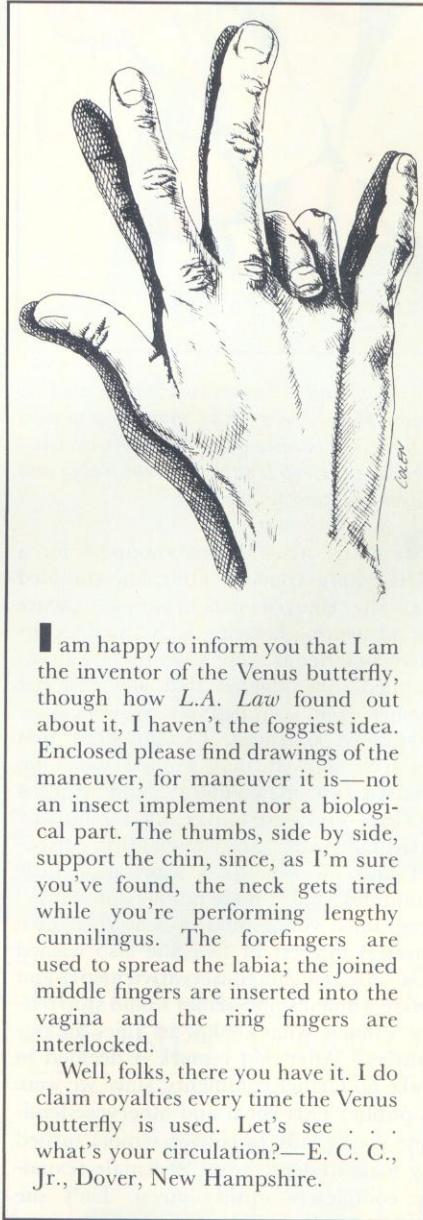 COLEN
I am happy to inform you that I am
the inventor of the Venus butterfly,
though how L.A. Law found out
about it, I haven't the foggiest idea.
Enclosed please find drawings of the
maneuver, for maneuver it is—not
an insect implement nor a biologi-
cal part. The thumbs, side by side,
support the chin, since, as I'm sure
you've found, the neck gets tired
while you're performing lengthy
cunnilingus. The forefingers are
used to spread the labia; the joined
middle fingers are inserted into the
vagina and the ring fingers are
interlocked.
Well, folks, there you have it. I do
claim royalties every time the Venus
butterfly is used. Let's see . . .
what's your circulation?—E. C. C.,
Jr., Dover, New Hampshire.